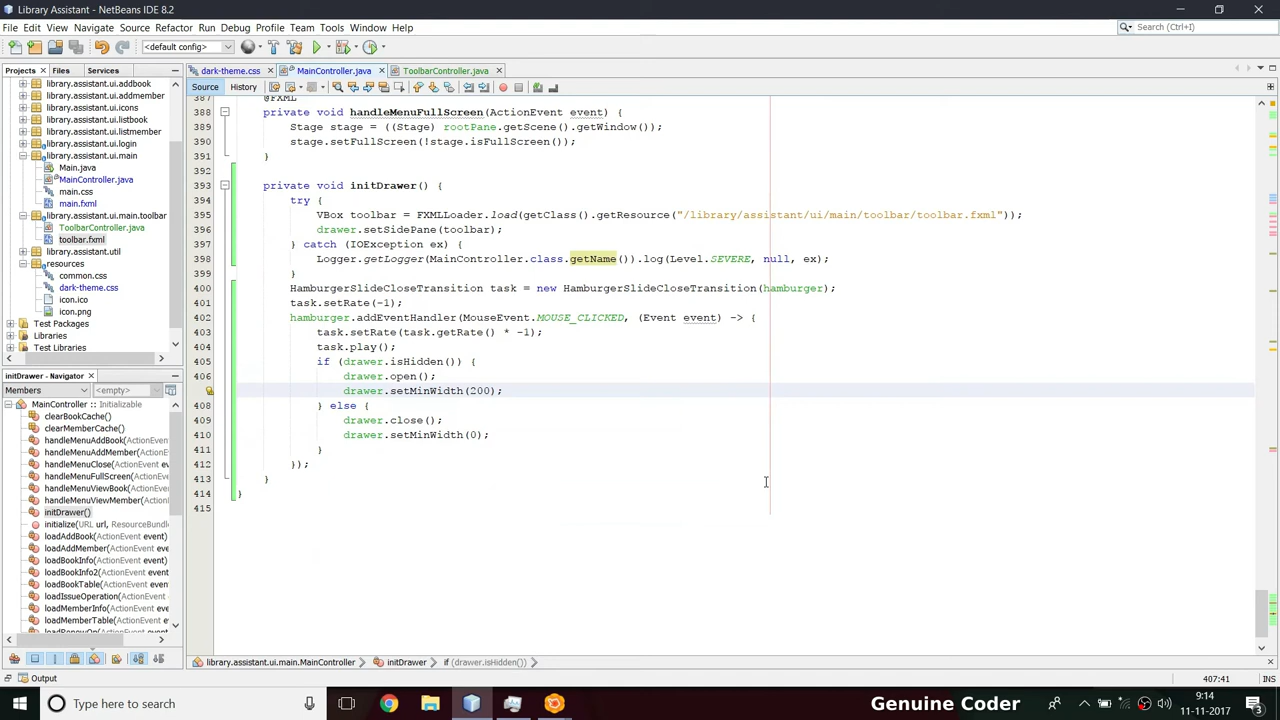 Library Assistant - NetBeans IDE 8.2
File Edit View Navigate Source Refactor Run Debug Profile Team Tools Window Help
Search (Ctrl+I)
<default config>
Projects Files Services
dark-theme.css MainController.java ToolbarController.java
Source History
library.assistant.ui.addbook
library.assistant.ui.addmember
library.assistant.ui.icons
library.assistant.ui.listbook
library.assistant.ui.listmember
library.assistant.ui.login
library.assistant.ui.main
Main.java
MainController.java
main.css
main.fxml
library.assistant.ui.main.toolbar
ToolbarController.java
toolbar.fxml
library.assistant.util
resources
common.css
dark-theme.css
icon.ico
icon.png
Test Packages
Libraries
Test Libraries
initDrawer - Navigator
Members <empty>
MainController :: Initializable
clearBookCache()
clearMemberCache()
handleMenuAddBook(ActionEvent
handleMenuAddMember(ActionEver
handleMenuClose(ActionEvent ev
handleMenuFullScreen(ActionEvent
handleMenuViewBook(ActionEvent
handleMenuViewMember(ActionEvent
initDrawer()
initialize(URL url, ResourceBundle
loadAddBook(ActionEvent event)
loadAddMember(ActionEvent event)
loadBookInfo(ActionEvent event)
loadBookInfo2(ActionEvent event)
loadBookTable(ActionEvent event)
loadIssueOperation(ActionEvent e
loadMemberInfo(ActionEvent event
loadMemberTable(ActionEvent ev
387 @FXML
388 private void handleMenuFullScreen(ActionEvent event) {
389 Stage stage = ((Stage) rootPane.getScene().getWindow());
390 stage.setFullScreen(!stage.isFullScreen());
391 }
392
393 private void initDrawer() {
394 try {
395 VBox toolbar = FXMLLoader.load(getClass().getResource("/library/assistant/ui/main/toolbar/toolbar.fxml"));
396 drawer.setSidePane(toolbar);
397 } catch (IOException ex) {
398 Logger.getLogger(MainController.class.getName()).log(Level.SEVERE, null, ex);
399 }
400 HamburgerSlideCloseTransition task = new HamburgerSlideCloseTransition(hamburger);
401 task.setRate(-1);
402 hamburger.addEventHandler(MouseEvent.MOUSE_CLICKED, (Event event) -> {
403 task.setRate(task.getRate() * -1);
404 task.play();
405 if (drawer.isHidden()) {
406 drawer.open();
drawer.setMinWidth(200);
408 } else {
409 drawer.close();
410 drawer.setMinWidth(0);
411 }
412 });
413 }
414 }
415
library.assistant.ui.main.MainController initDrawer if (drawer.isHidden())
Output
407:41 INS
Type here to search
Genuine Coder
9:14
11-11-2017
3